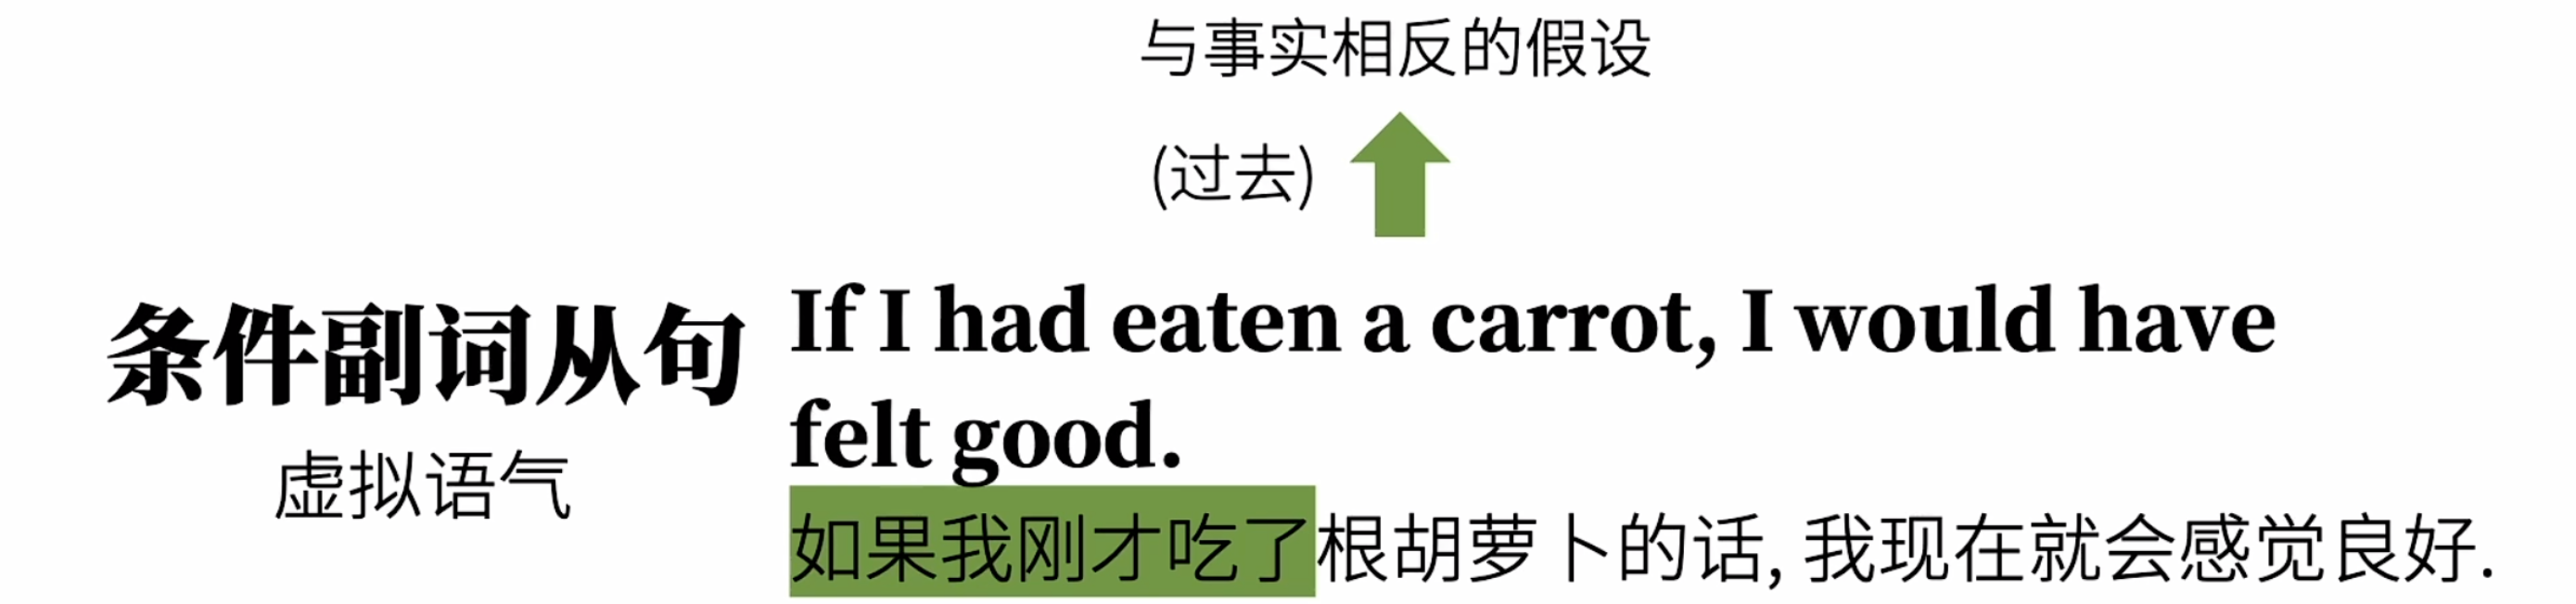 与事实相反的假设
(过去)
条件副词从句
虚拟语气
If I had eaten a carrot, I would have
felt good.
如果我刚才吃了根胡萝卜的话, 我现在就会感觉良好.